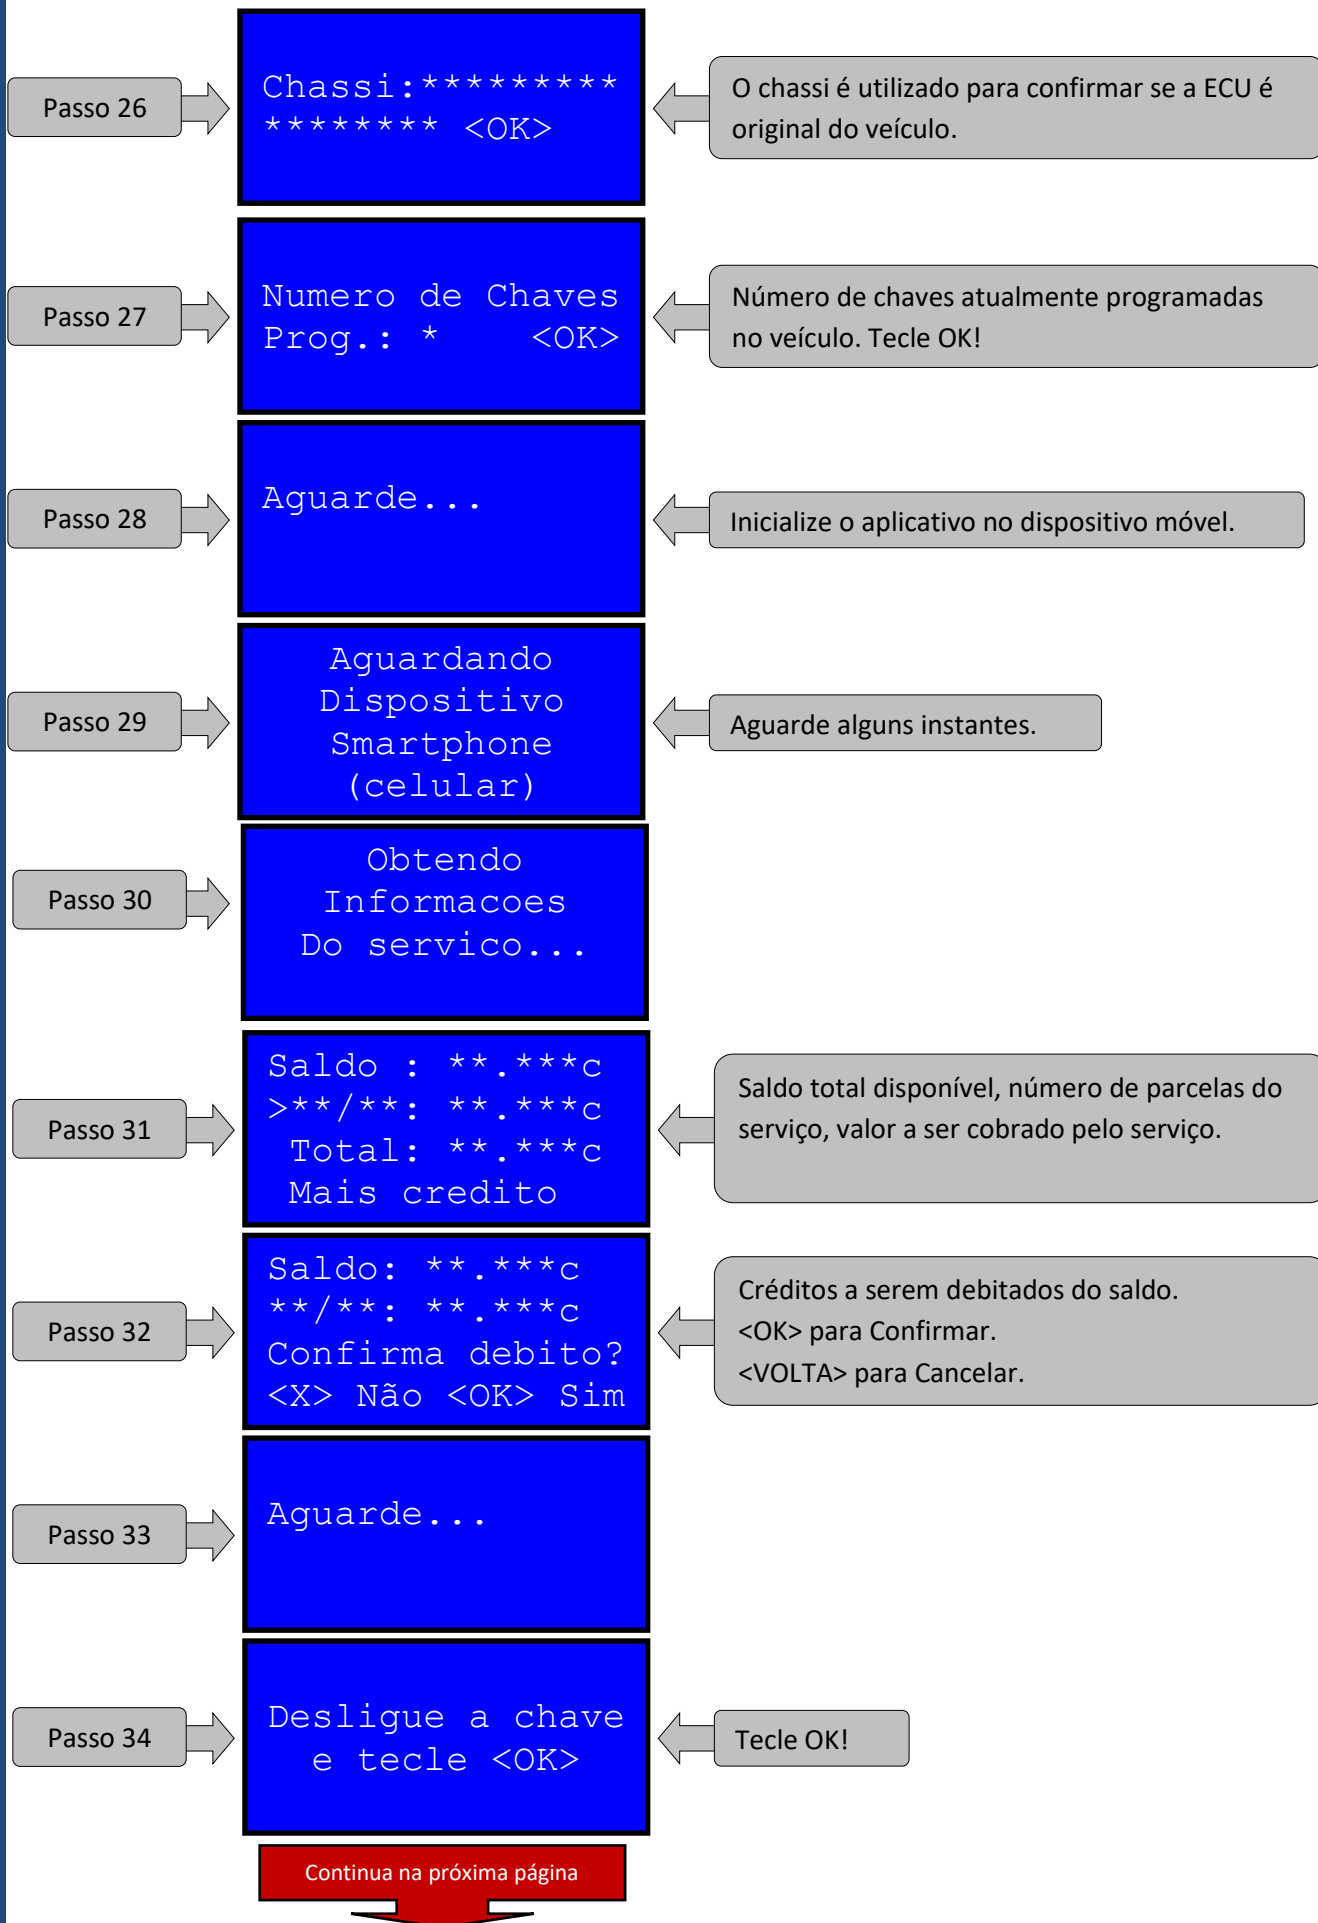 Passo 26
Chassi:*********
******** <OK>
O chassi é utilizado para confirmar se a ECU é
original do veículo.
Passo 27
Numero de Chaves
Prog.: * <OK>
Número de chaves atualmente programadas
no veículo. Tecle OK!
Passo 28
Aguarde...
Inicialize o aplicativo no dispositivo móvel.
Passo 29
Aguardando
Dispositivo
Smartphone
(celular)
Aguarde alguns instantes.
Passo 30
Obtendo
Informacoes
Do servico...
Passo 31
Saldo : **.***c
>**/**: **.***c
Total: **.***c
Mais credito
Saldo total disponível, número de parcelas do
serviço, valor a ser cobrado pelo serviço.
Passo 32
Saldo: **.***c
**/**: **.***c
Confirma debito?
<X> Não <OK> Sim
Créditos a serem debitados do saldo.
<OK> para Confirmar.
<VOLTA> para Cancelar.
Passo 33
Aguarde...
Passo 34
Desligue a chave
e tecle <OK>
Tecle OK!
Continua na próxima página